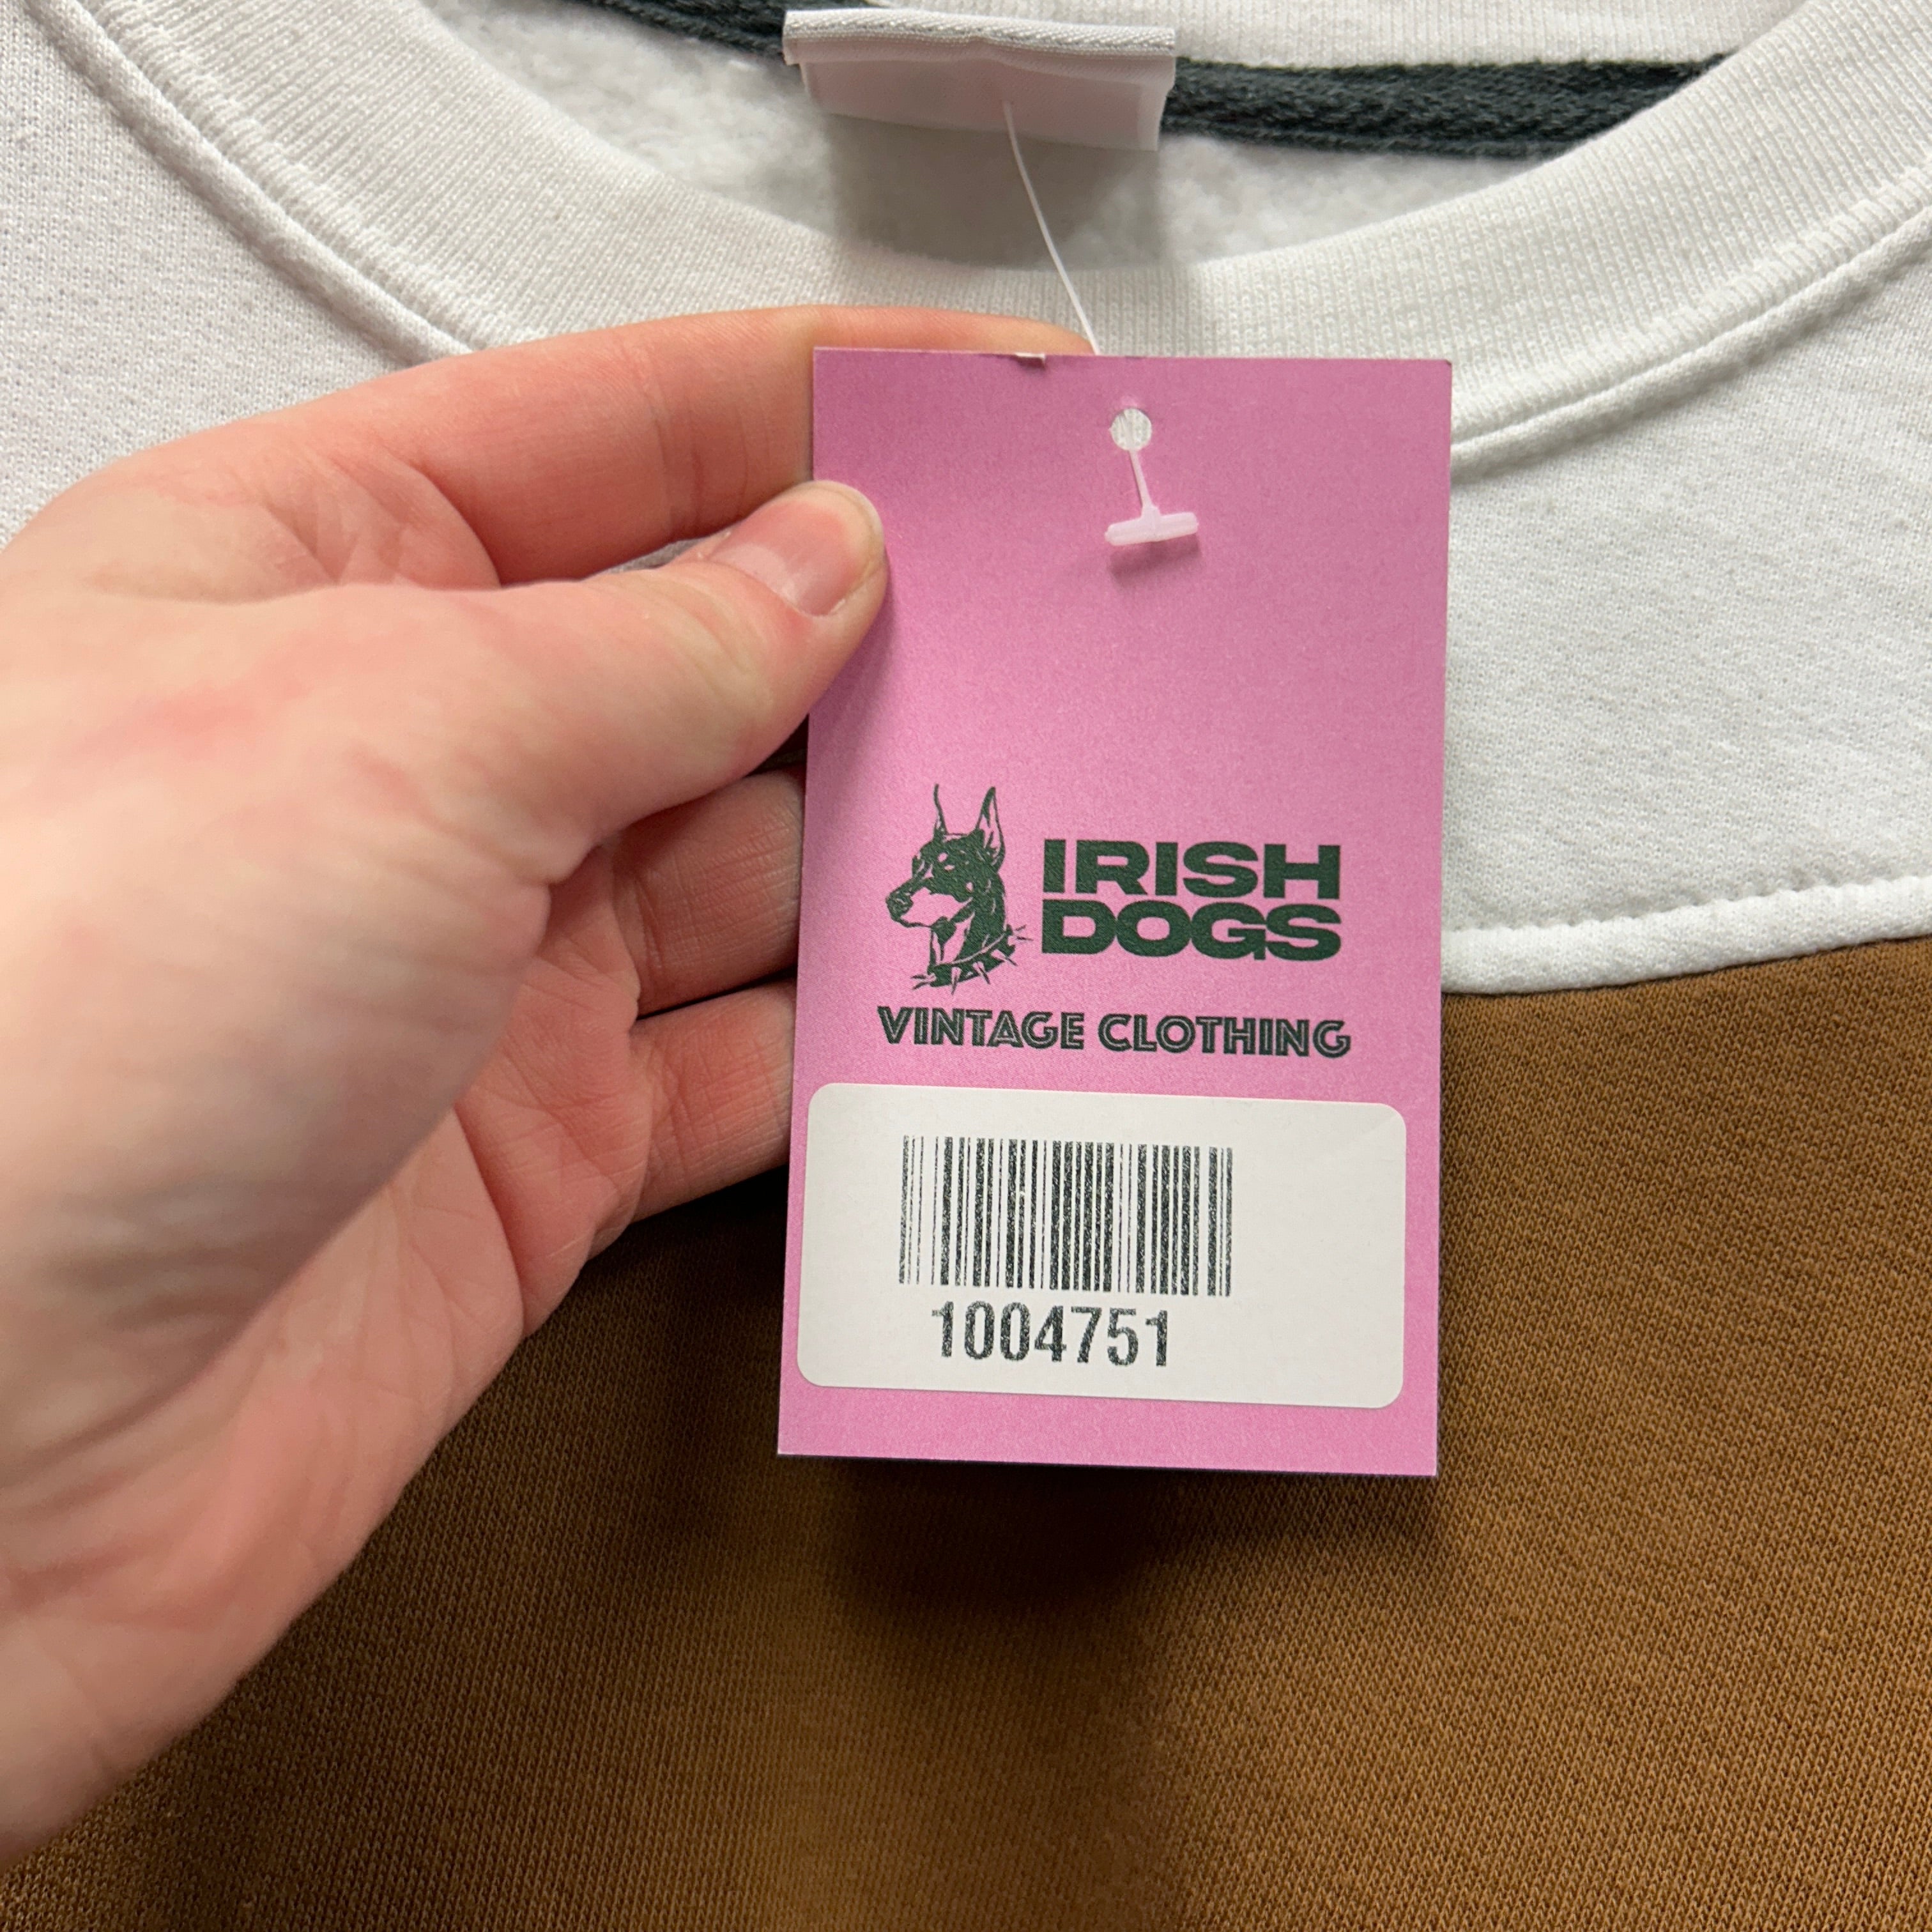 IRISH
DOGS
VINTAGE CLOTHING
1004751